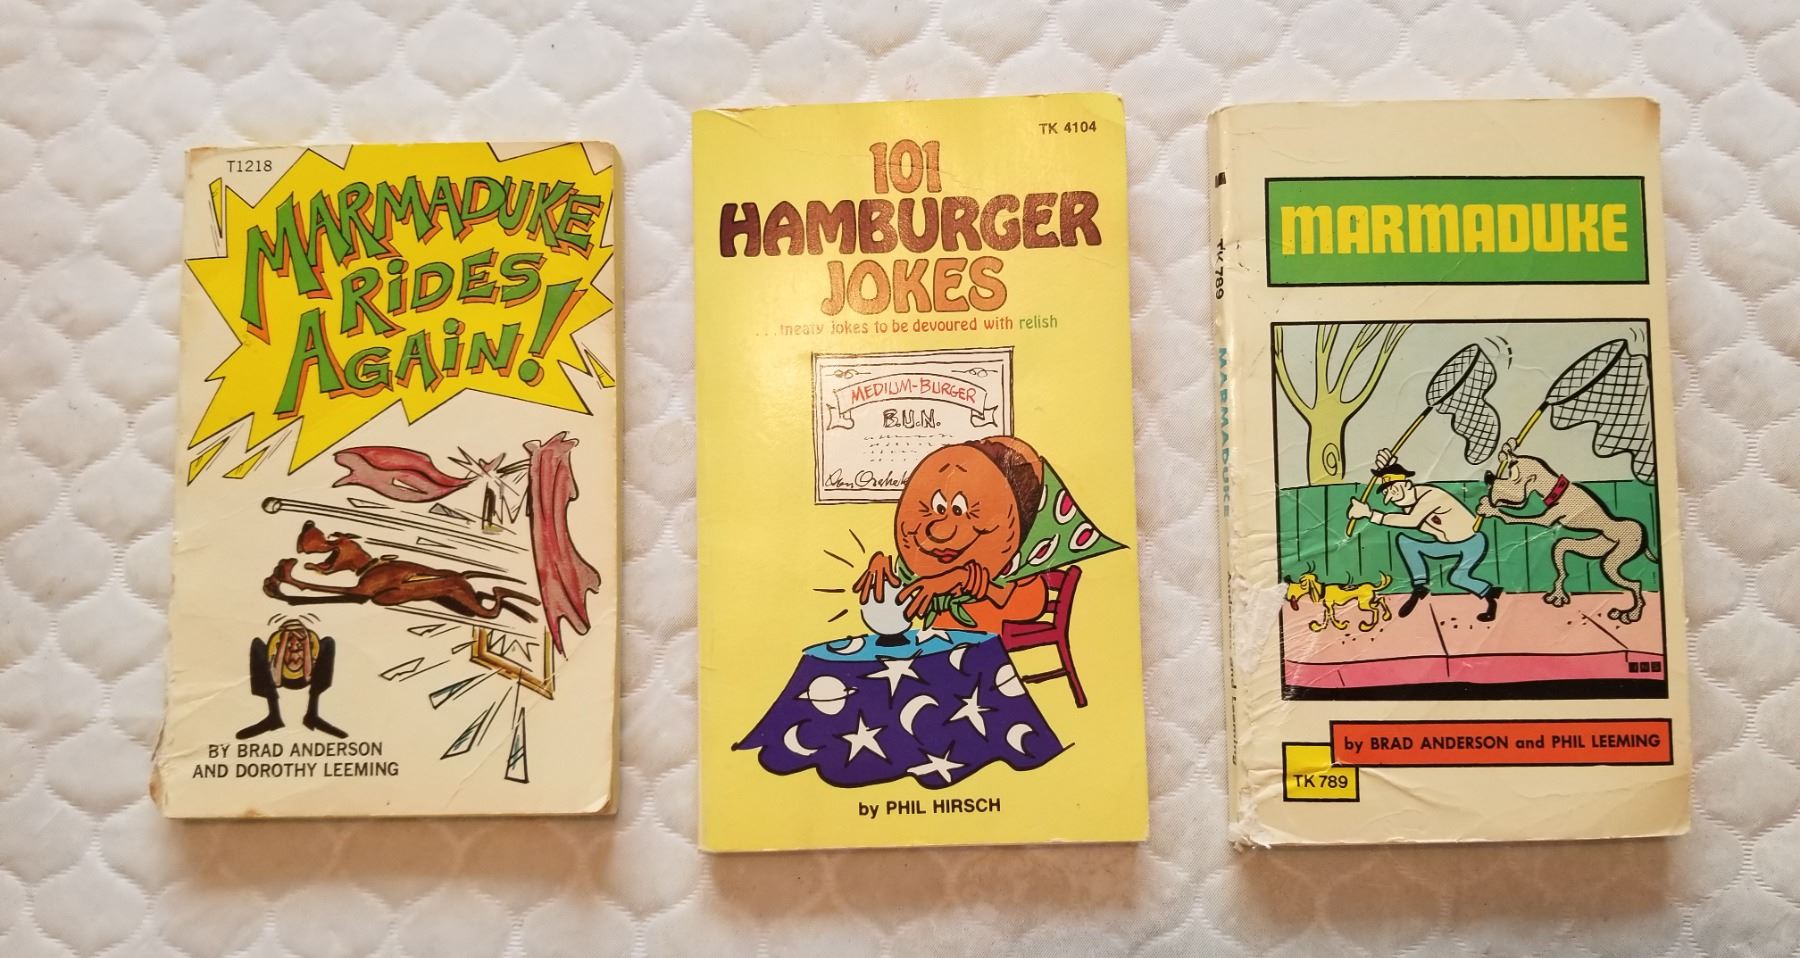 T1218
MARMADUKE
RIDES
AGAIN!
BY BRAD ANDERSON
AND DOROTHY LEEMING
TK 4104
101
HAMBURGER
JOKES
...meaty jokes to be devoured with relish
MEDIUM-BURGER
B.U.N.
by PHIL HIRSCH
TK 789
MARMADUKE
MARMADUKE
by BRAD ANDERSON and PHIL LEEMING
TK 789